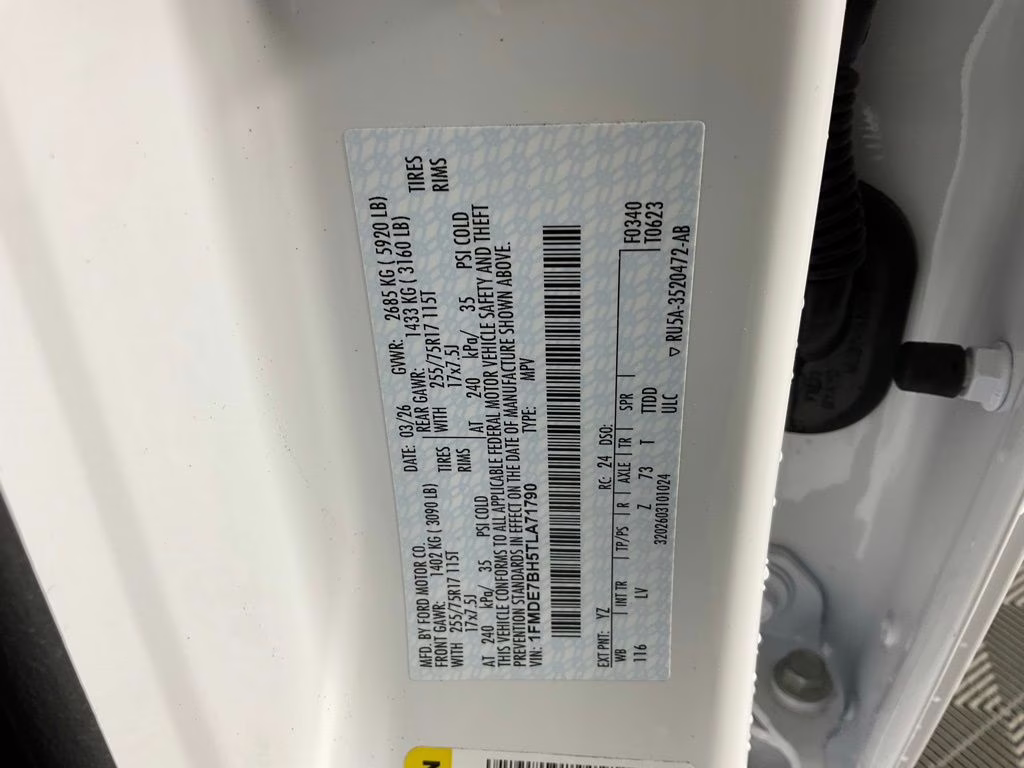 MFD. BY FORD MOTOR CO.
DATE: 03/26
GVWR: 2685 KG ( 5920 LB)
FRONT GAWR: 1402 KG ( 3090 LB)
REAR GAWR: 1433 KG ( 3160 LB)
WITH 255/75R17 115T TIRES
WITH 255/75R17 115T TIRES
17x7.5J RIMS
17x7.5J RIMS
AT 240 kPa/ 35 PSI COLD
AT 240 kPa/ 35 PSI COLD
THIS VEHICLE CONFORMS TO ALL APPLICABLE FEDERAL MOTOR VEHICLE SAFETY AND THEFT
PREVENTION STANDARDS IN EFFECT ON THE DATE OF MANUFACTURE SHOWN ABOVE.
VIN: 1FMDE7BH5TLA71790 TYPE: MPV
EXT PNT: YZ RC: 24 DSO: F0340
WB INT TR TP/PS R AXLE TR SPR T0623
116 LV Z 73 T TTDD
ULC
320260310102​4 ▽ RU5A-3520472-AB
N